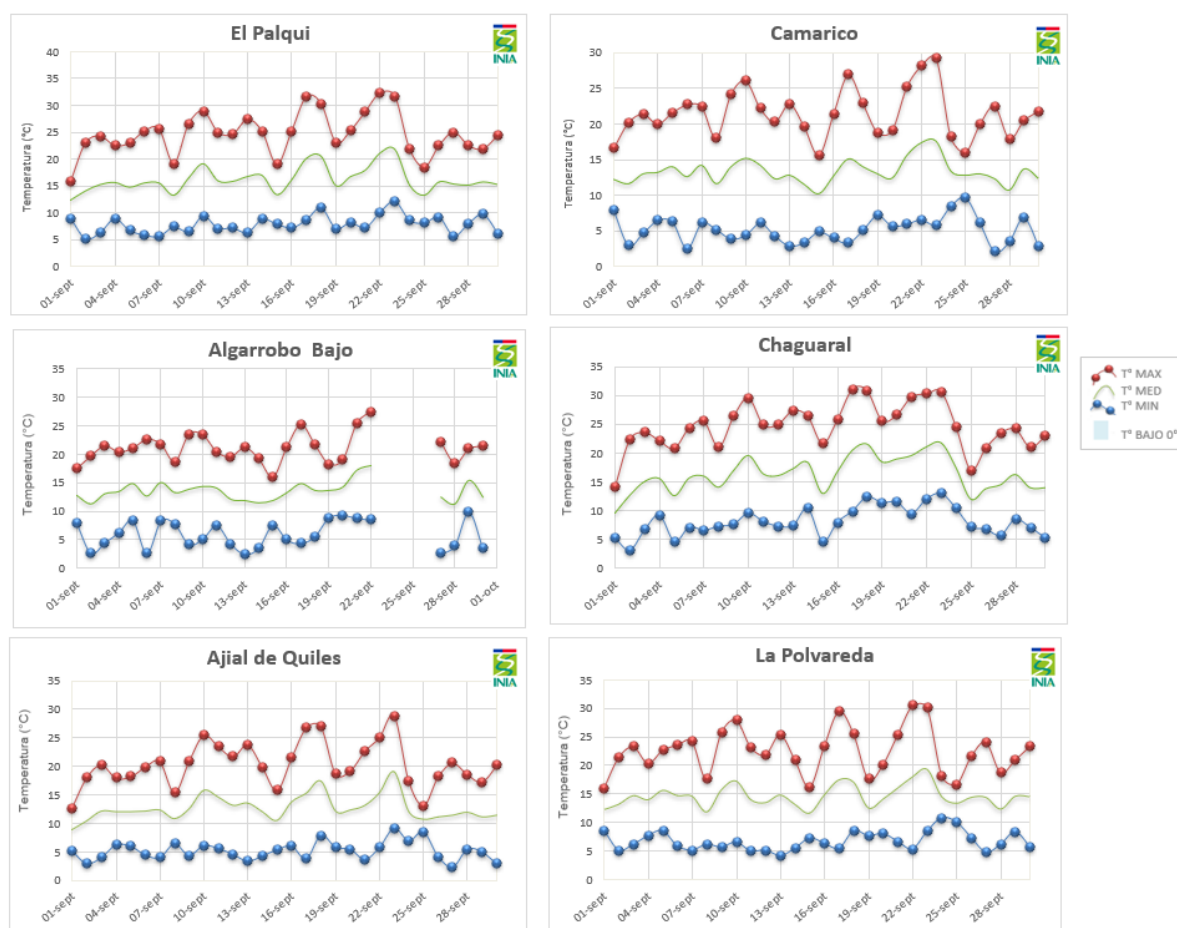 El Palqui
INIA
Temperatura (°C)
40
35
30
25
20
15
10
5
0
01-sept
04-sept
07-sept
10-sept
13-sept
16-sept
19-sept
22-sept
25-sept
28-sept
Camarico
INIA
Temperatura (°C)
30
25
20
15
10
5
0
01-sept
04-sept
07-sept
10-sept
13-sept
16-sept
19-sept
22-sept
25-sept
28-sept
Algarrobo Bajo
INIA
Temperatura (°C)
35
30
25
20
15
10
5
0
01-sept
04-sept
07-sept
10-sept
13-sept
16-sept
19-sept
22-sept
25-sept
28-sept
01-oct
Chaguaral
INIA
Temperatura (°C)
35
30
25
20
15
10
5
0
01-sept
04-sept
07-sept
10-sept
13-sept
16-sept
19-sept
22-sept
25-sept
28-sept
T° MAX
T° MED
T° MIN
T° BAJO 0°
Ajial de Quiles
INIA
Temperatura (°C)
35
30
25
20
15
10
5
0
01-sept
04-sept
07-sept
10-sept
13-sept
16-sept
19-sept
22-sept
25-sept
28-sept
La Polvareda
INIA
Temperatura (°C)
35
30
25
20
15
10
5
0
01-sept
04-sept
07-sept
10-sept
13-sept
16-sept
19-sept
22-sept
25-sept
28-sept